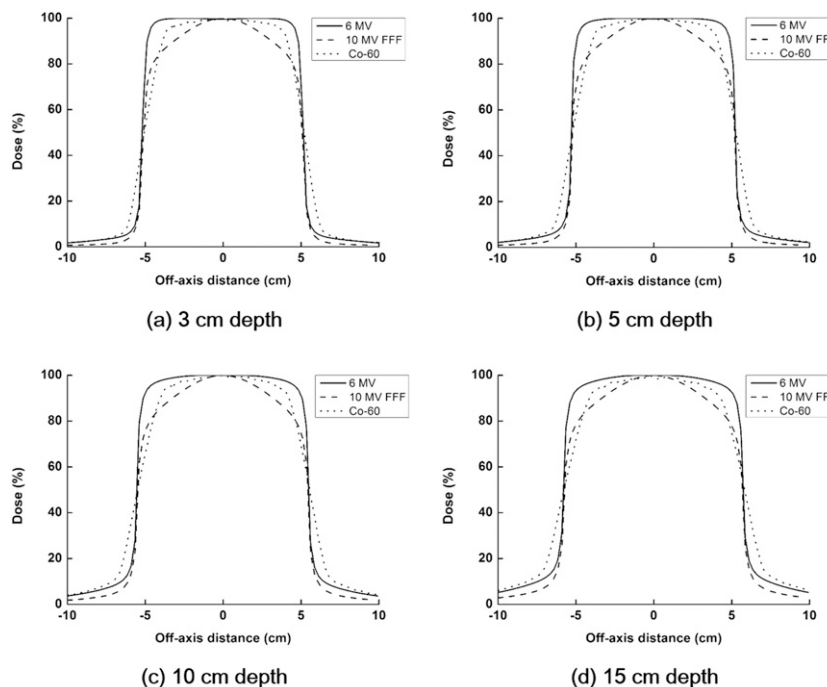 6 MV
10 MV FFF
Co-60
100
80
60
40
20
0
Dose (%)
-10 -5 0 5 10
Off-axis distance (cm)
(a) 3 cm depth
6 MV
10 MV FFF
Co-60
100
80
60
40
20
0
Dose (%)
-10 -5 0 5 10
Off-axis distance (cm)
(b) 5 cm depth
6 MV
10 MV FFF
Co-60
100
80
60
40
20
0
Dose (%)
-10 -5 0 5 10
Off-axis distance (cm)
(c) 10 cm depth
6 MV
10 MV FF
Co-60
100
80
60
40
20
0
Dose (%)
-10 -5 0 5 10
Off-axis distance (cm)
(d) 15 cm depth